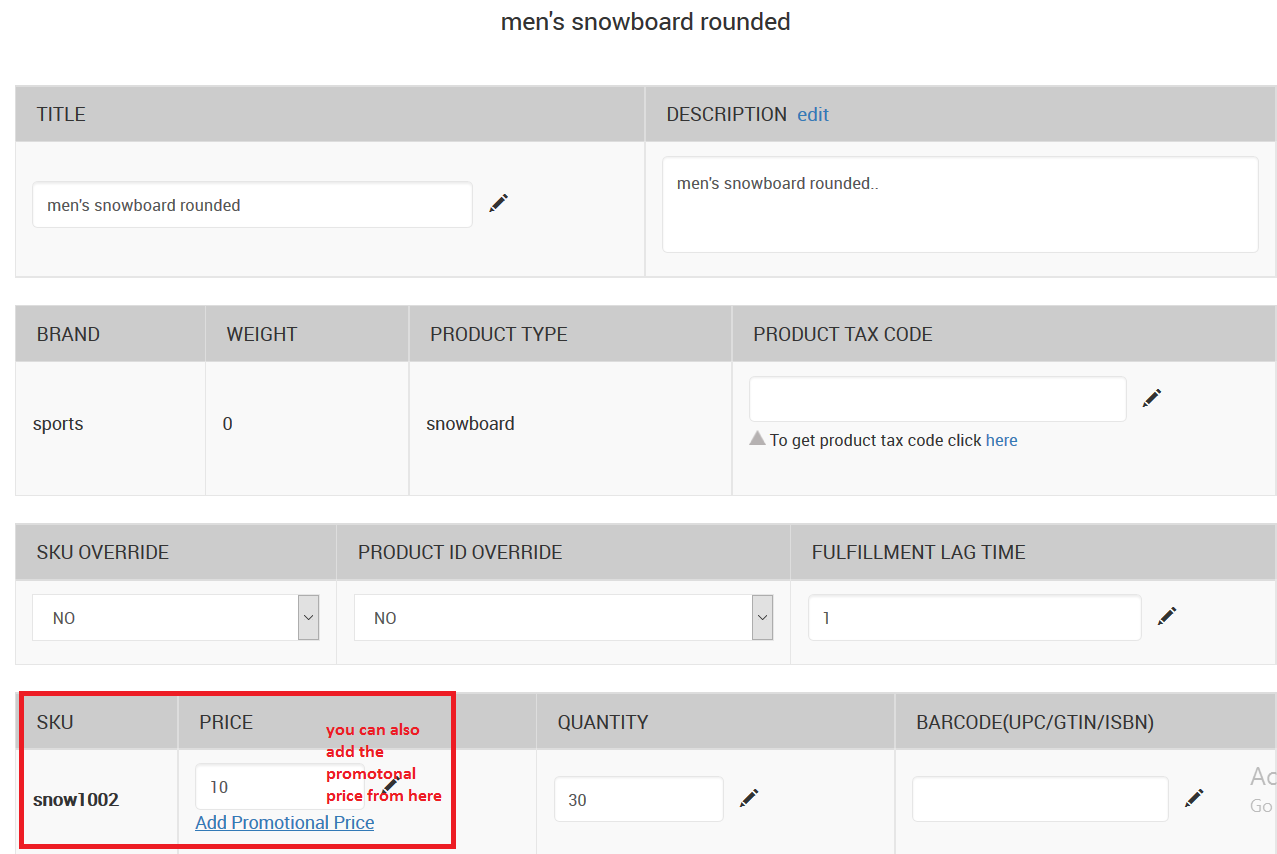 men's snowboard rounded
TITLE
DESCRIPTION edit
men's snowboard rounded
men's snowboard rounded..
BRAND
WEIGHT
PRODUCT TYPE
PRODUCT TAX CODE
sports
0
snowboard
To get product tax code click here
SKU OVERRIDE
PRODUCT ID OVERRIDE
FULFILLMENT LAG TIME
NO
NO
1
SKU
PRICE
you can also
add the
promotonal
price from here
QUANTITY
BARCODE(UPC/GTIN/ISBN)
snow1002
10
Add Promotional Price
30
Go